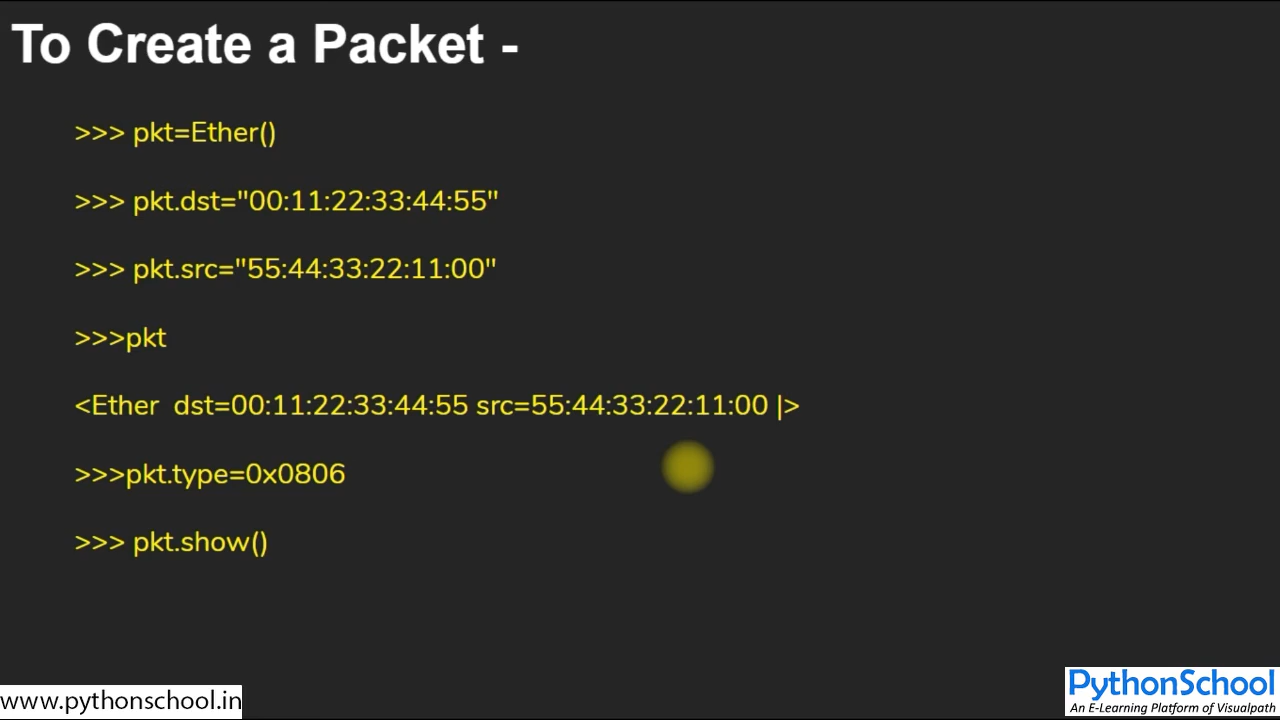 To Create a Packet -
>>> pkt=Ether()
>>> pkt.dst="00:11:22:33:44:55"
>>> pkt.src="55:44:33:22:11:00"
>>>pkt
<Ether  dst=00:11:22:33:44:55 src=55:44:33:22:11:00 |>
>>>pkt.type=0x0806
>>> pkt.show()
www.pythonschool.in
PythonSchool
An E-Learning Platform of Visualpath